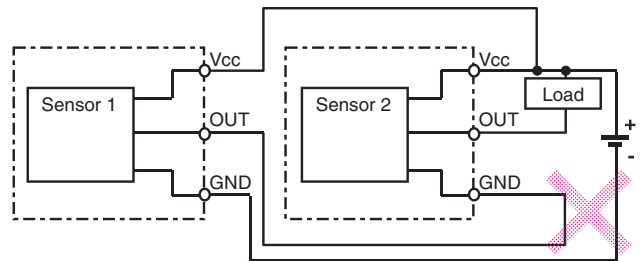 Vcc
Vcc
Sensor 1
Sensor 2
Load
OUT
OUT
+
-
GND
GND